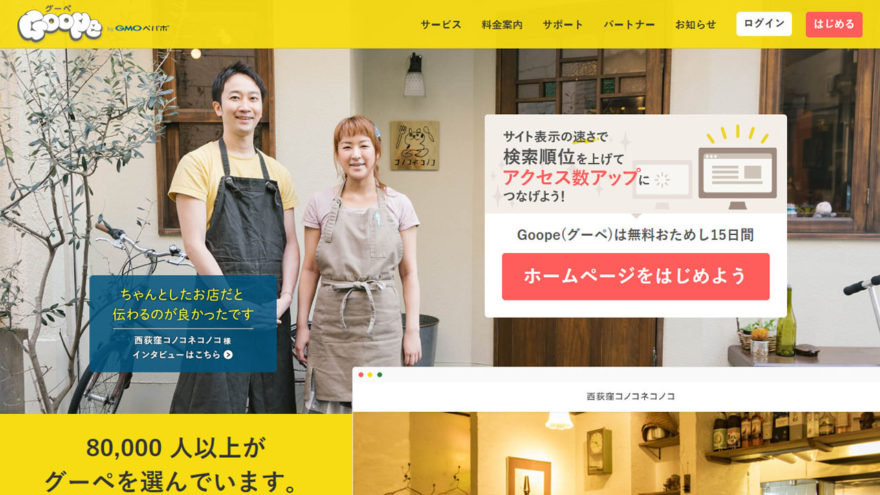 グーペ
Goope
by GMOペパボ
サービス
料金案内
サポート
パートナー
お知らせ
ログイン
はじめる
サイト表示の速さで
検索順位を上げて
アクセス数アップに
つなげよう!
Goope(グーペ)は無料おためし15日間
ホームページをはじめよう
コノコネコノコ
ちゃんとしたお店だと
伝わるのが良かったです
西荻窪コノコネコノコ 様
インタビューはこちら
西荻窪コノコネコノコ
80,000 人以上が
グーペを選んでいます。